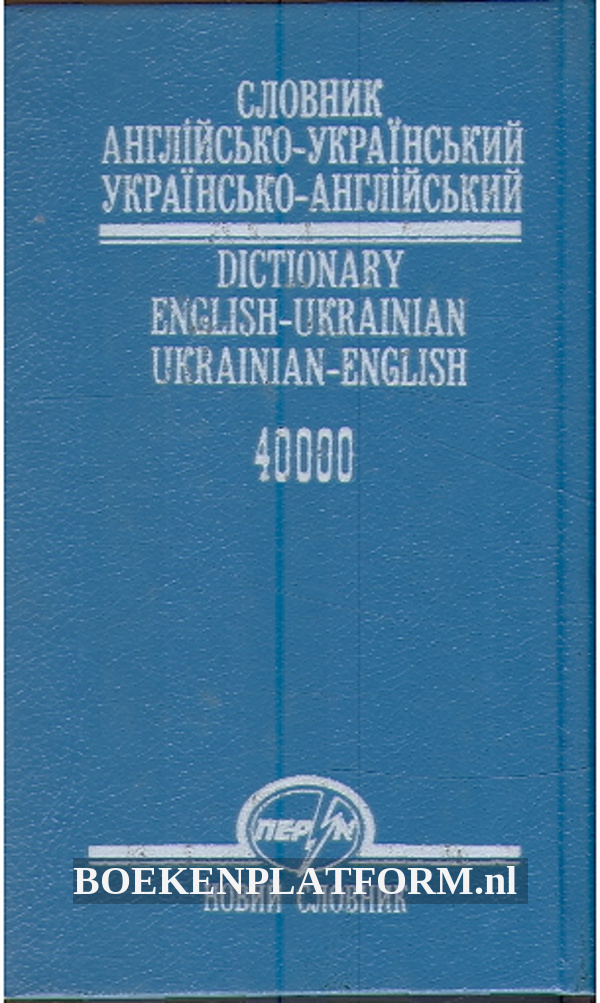 СЛОВНИК
АНГЛІЙСЬКО-УКРАЇНСЬКИЙ
УКРАЇНСЬКО-АНГЛІЙСЬКИЙ
DICTIONARY
ENGLISH-UKRAINIAN
UKRAINIAN-ENGLISH
40000
ПЕРУН
BOEKENPLATFORM.nl
НОВИЙ СЛОВНИК